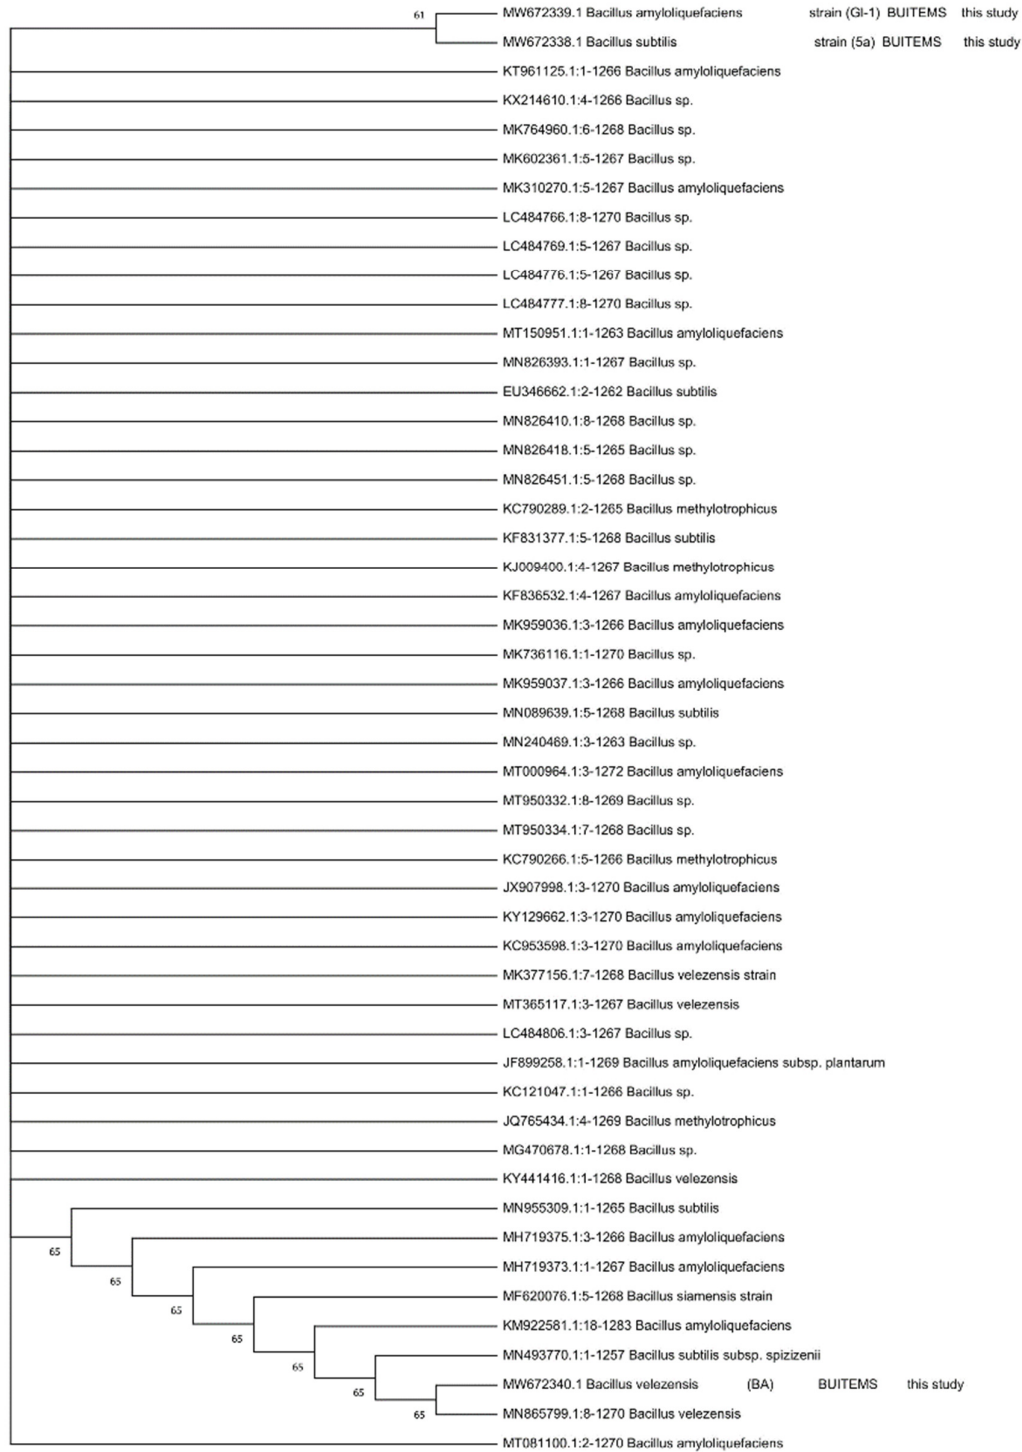 61
MW672339.1 Bacillus amyloliquefaciens strain (GI-1) BUITEMS this study
MW672338.1 Bacillus subtilis strain (5a) BUITEMS this study
KT961125.1:1-1266 Bacillus amyloliquefaciens
KX214610.1:4-1266 Bacillus sp.
MK764960.1:6-1268 Bacillus sp.
MK602361.1:5-1267 Bacillus sp.
MK310270.1:5-1267 Bacillus amyloliquefaciens
LC484766.1:8-1270 Bacillus sp.
LC484769.1:5-1267 Bacillus sp.
LC484776.1:5-1267 Bacillus sp.
LC484777.1:8-1270 Bacillus sp.
MT150951.1:1-1263 Bacillus amyloliquefaciens
MN826393.1:1-1267 Bacillus sp.
EU346662.1:2-1262 Bacillus subtilis
MN826410.1:8-1268 Bacillus sp.
MN826418.1:5-1265 Bacillus sp.
MN826451.1:5-1268 Bacillus sp.
KC790289.1:2-1265 Bacillus methylotrophicus
KF831377.1:5-1268 Bacillus subtilis
KJ009400.1:4-1267 Bacillus methylotrophicus
KF836532.1:4-1267 Bacillus amyloliquefaciens
MK959036.1:3-1266 Bacillus amyloliquefaciens
MK736116.1:1-1270 Bacillus sp.
MK959037.1:3-1266 Bacillus amyloliquefaciens
MN089639.1:5-1268 Bacillus subtilis
MN240469.1:3-1263 Bacillus sp.
MT000964.1:3-1272 Bacillus amyloliquefaciens
MT950332.1:8-1269 Bacillus sp.
MT950334.1:7-1268 Bacillus sp.
KC790266.1:5-1266 Bacillus methylotrophicus
JX907998.1:3-1270 Bacillus amyloliquefaciens
KY129662.1:3-1270 Bacillus amyloliquefaciens
KC953598.1:3-1270 Bacillus amyloliquefaciens
MK377156.1:7-1268 Bacillus velezensis strain
MT365117.1:3-1267 Bacillus velezensis
LC484806.1:3-1267 Bacillus sp.
JF899258.1:1-1269 Bacillus amyloliquefaciens subsp. plantarum
KC121047.1:1-1266 Bacillus sp.
JQ765434.1:4-1269 Bacillus methylotrophicus
MG470678.1:1-1268 Bacillus sp.
KY441416.1:1-1268 Bacillus velezensis
MN955309.1:1-1265 Bacillus subtilis
MH719375.1:3-1266 Bacillus amyloliquefaciens
65
MH719373.1:1-1267 Bacillus amyloliquefaciens
65
MF620076.1:5-1268 Bacillus siamensis strain
65
KM922581.1:18-1283 Bacillus amyloliquefaciens
65
MN493770.1:1-1257 Bacillus subtilis subsp. spizizenii
65
MW672340.1 Bacillus velezensis (BA) BUITEMS this study
65
MN865799.1:8-1270 Bacillus velezensis
65
MT081100.1:2-1270 Bacillus amyloliquefaciens